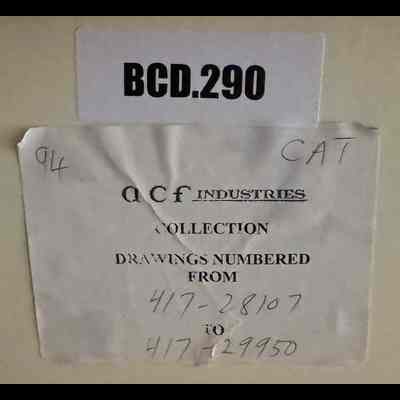 BCD.290
94 CAT
acf INDUSTRIES
COLLECTION
DRAWINGS NUMBERED
FROM
417-28107
TO
417-29950